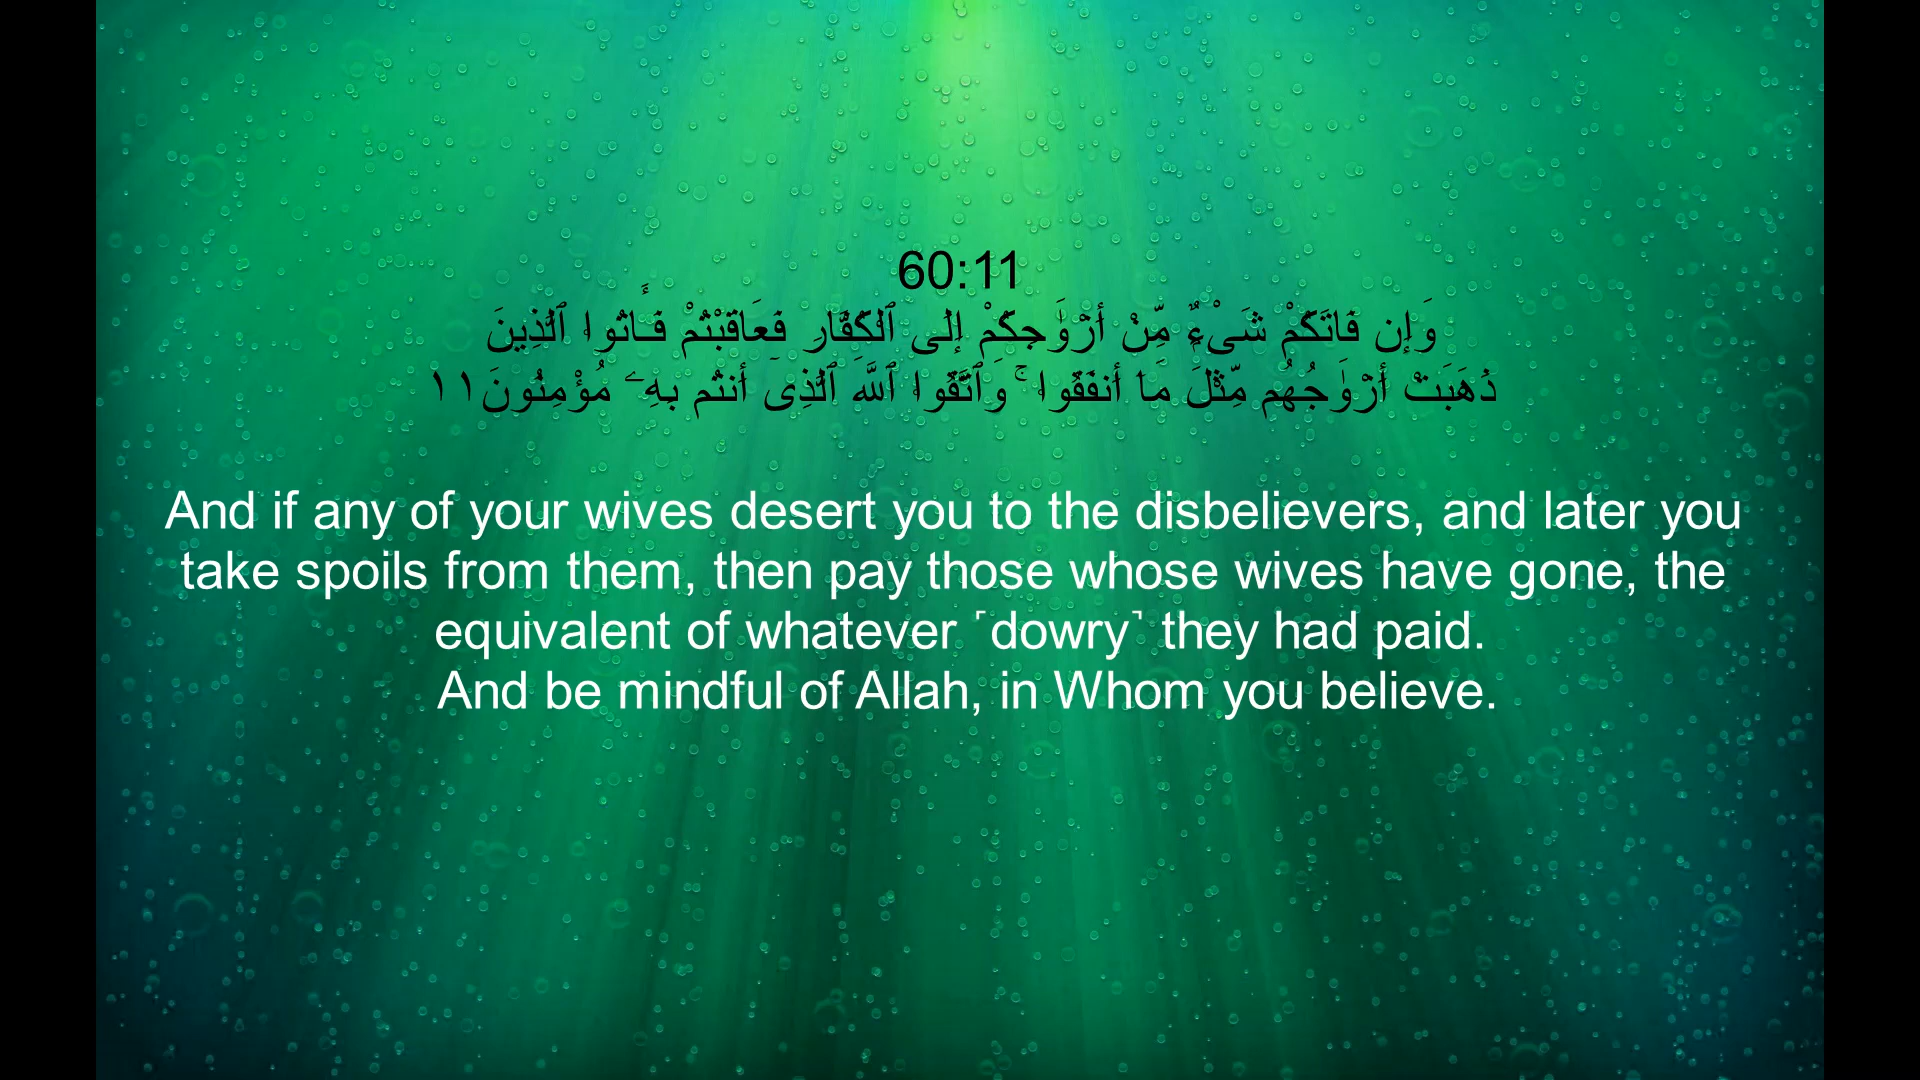 60:11
وَإِن فَاتَكُمْ شَىْءٌۭ مِّنْ أَزْوَٰجِكُمْ إِلَى ٱلْكُفَّارِ فَعَاقَبْتُمْ فَـَٔاتُوا۟ ٱلَّذِينَ
ذَهَبَتْ أَزْوَٰجُهُم مِّثْلَ مَآ أَنفَقُوا۟ ۚ وَٱتَّقُوا۟ ٱللَّهَ ٱلَّذِىٓ أَنتُم بِهِۦ مُؤْمِنُونَ١١
And if any of your wives desert you to the disbelievers, and later you
take spoils from them, then pay those whose wives have gone, the
equivalent of whatever ˹dowry˺ they had paid.
And be mindful of Allah, in Whom you believe.